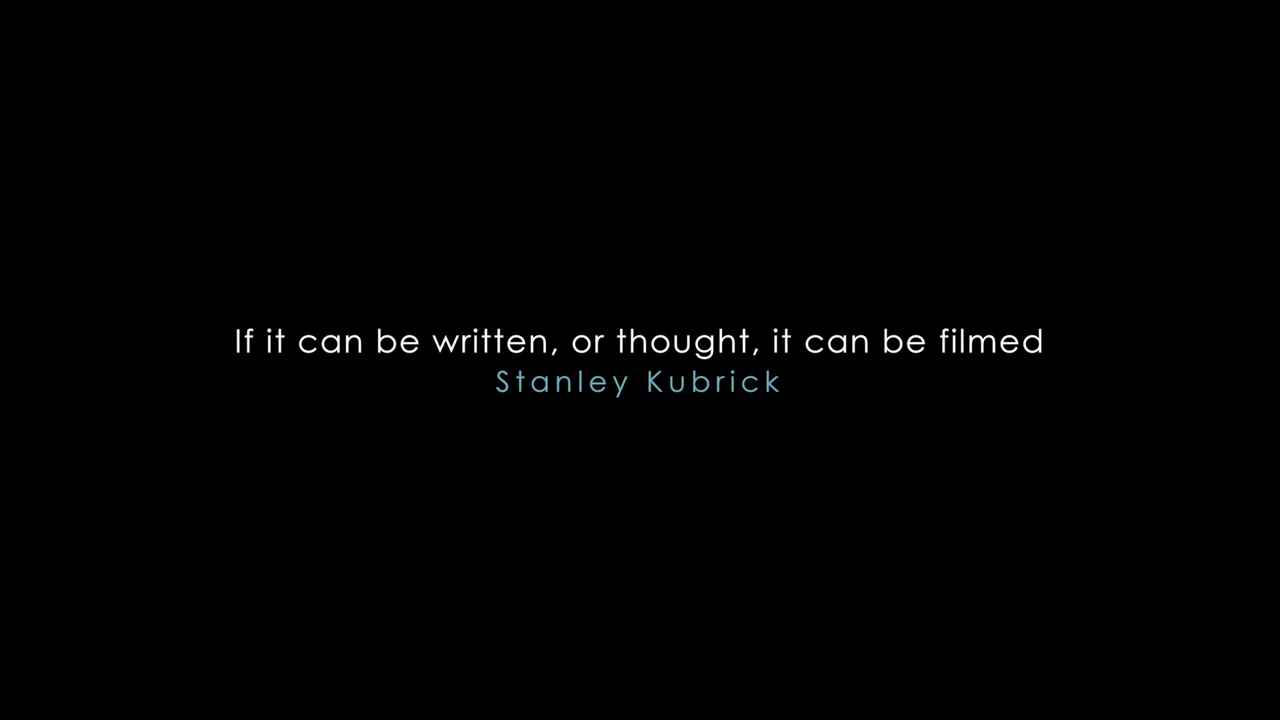 If it can be written, or thought, it can be filmed
Stanley Kubrick